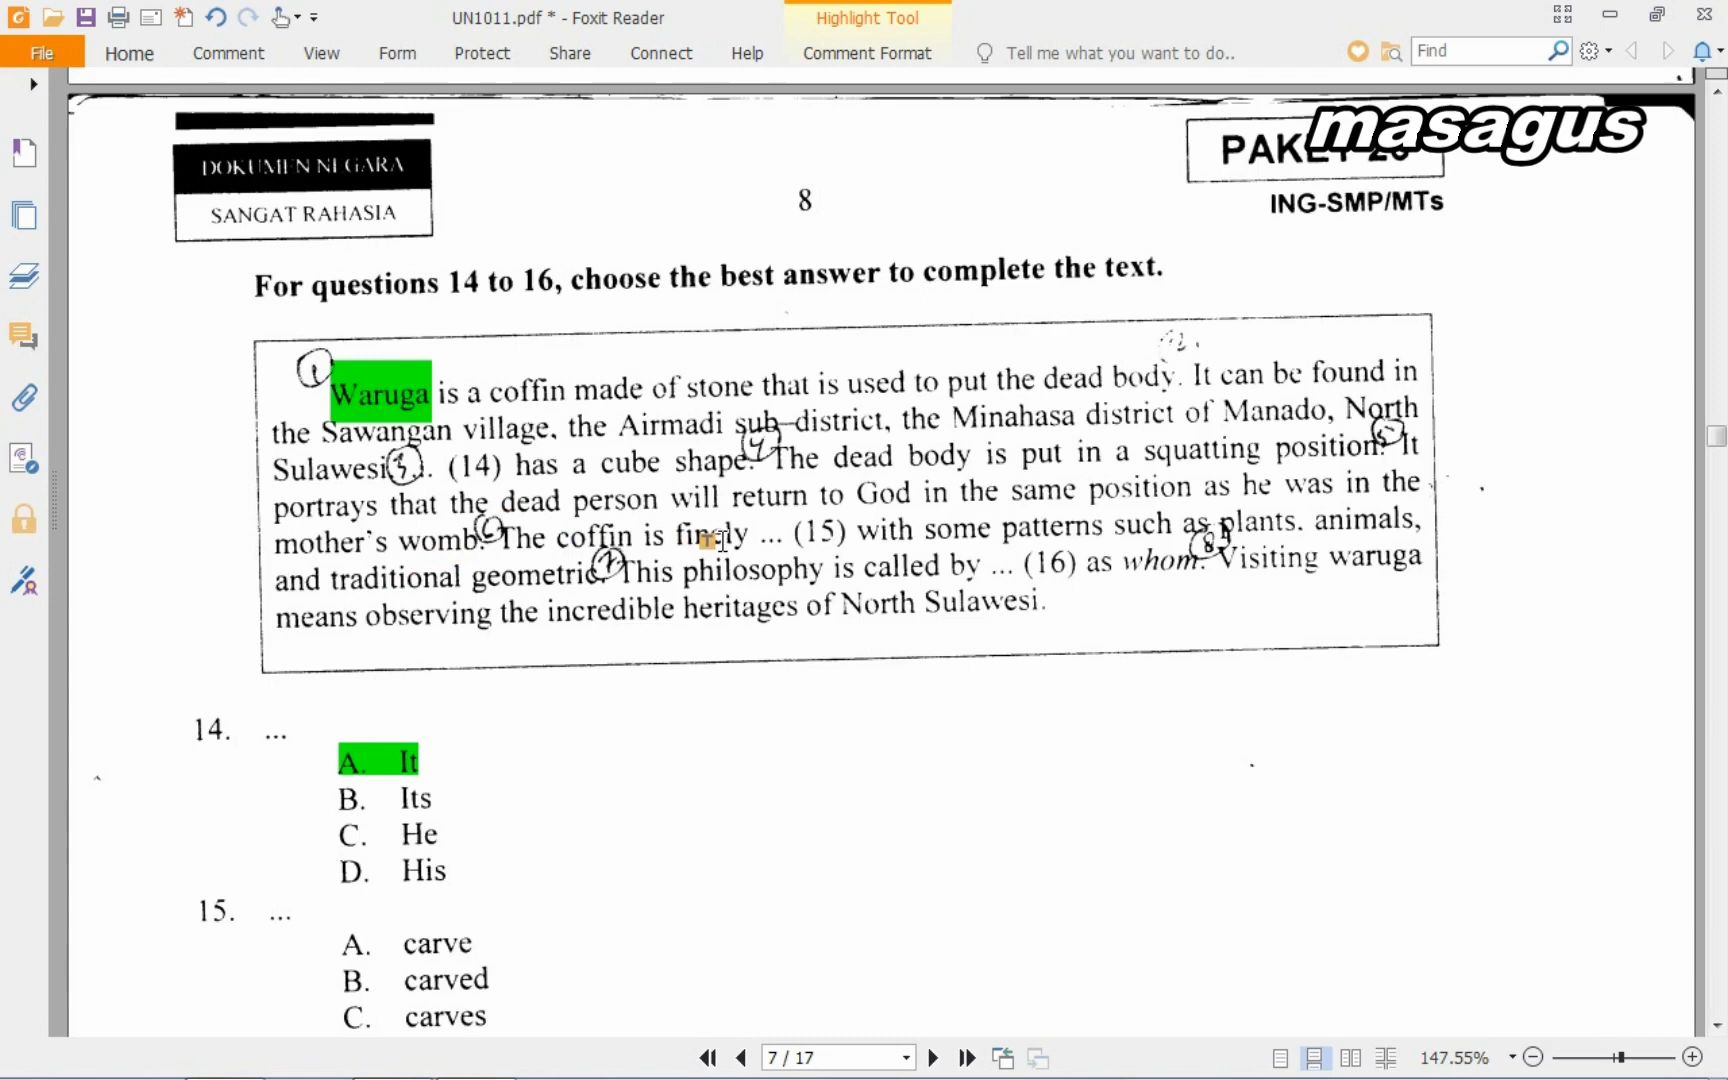 UN1011.pdf * - Foxit Reader
Highlight Tool
File
Home
Comment
View
Form
Protect
Share
Connect
Help
Comment Format
Tell me what you want to do..
Find
DOKUMEN NEGARA
SANGAT RAHASIA
8
masagus
ING-SMP/MTs
For questions 14 to 16, choose the best answer to complete the text.
1
Waruga is a coffin made of stone that is used to put the dead body. It can be found in
the Sawangan village, the Airmadi sub-district, the Minahasa district of Manado, North
Sulawesi. ... (14) has a cube shape. The dead body is put in a squatting position. It
portrays that the dead person will return to God in the same position as he was in the
mother's womb. The coffin is finely ... (15) with some patterns such as plants. animals,
and traditional geometric. This philosophy is called by ... (16) as whom. Visiting waruga
means observing the incredible heritages of North Sulawesi.
14. ...
A. It
B. Its
C. He
D. His
15. ...
A. carve
B. carved
C. carves
7 / 17
147.55%